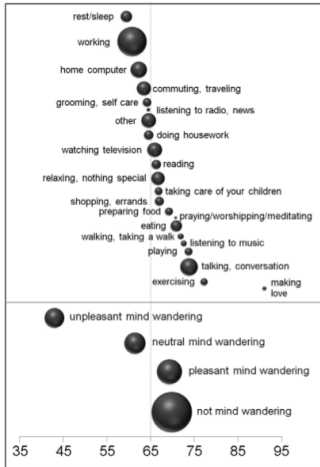 rest/sleep
working
home computer
commuting, traveling
grooming, self care
listening to radio, news
other
doing housework
watching television
reading
relaxing, nothing special
taking care of your children
shopping, errands
preparing food
praying/worshipping/meditating
eating
walking, taking a walk
listening to music
playing
talking, conversation
exercising
making
love
unpleasant mind wandering
neutral mind wandering
pleasant mind wandering
not mind wandering
35 45 55 65 75 85 95